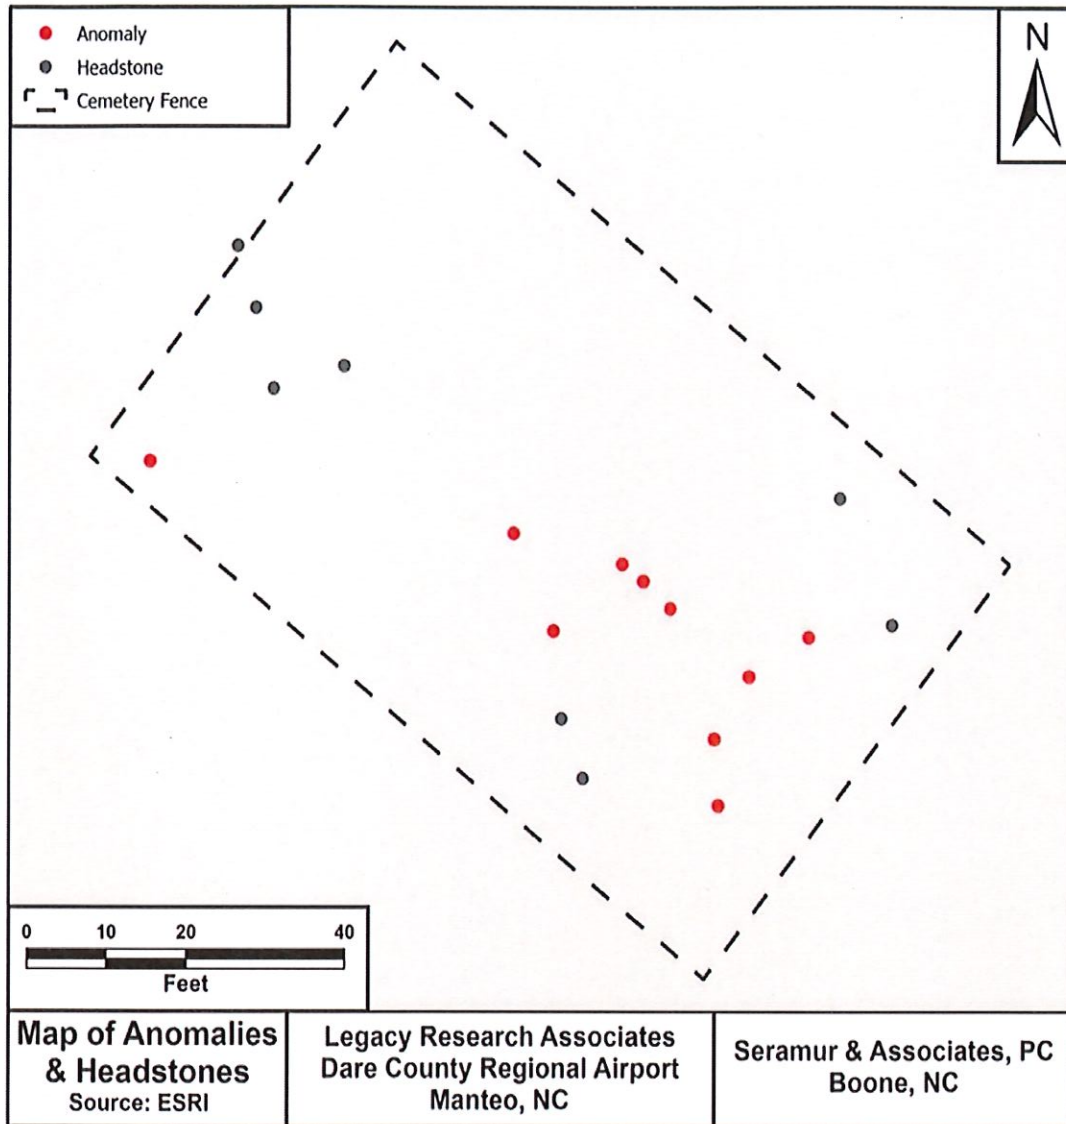 Anomaly
Headstone
Cemetery Fence
N
0 10 20 40
Feet
Map of Anomalies
& Headstones
Source: ESRI
Legacy Research Associates
Dare County Regional Airport
Manteo, NC
Seramur & Associates, PC
Boone, NC